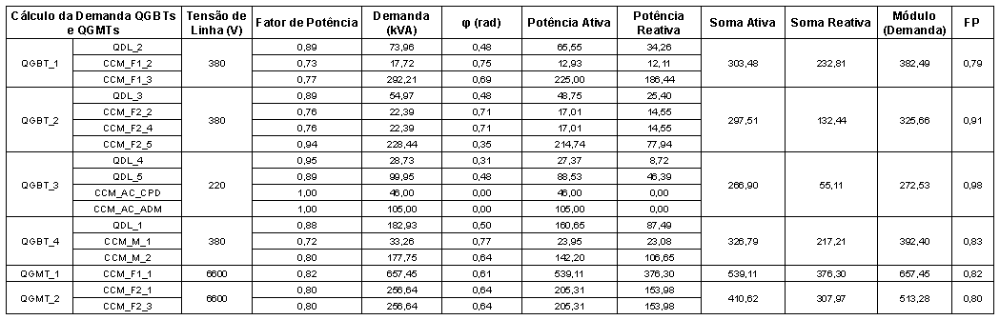 Cálculo da Demanda QGBTs e QGMTs | Tensão de Linha (V) | Fator de Potência | Demanda (kVA) | φ (rad) | Potência Ativa | Potência Reativa | Soma Ativa | Soma Reativa | Módulo (Demanda) | FP
QGBT_1 | QDL_2 | 380 | 0,89 | 73,96 | 0,48 | 65,55 | 34,26 | 303,48 | 232,81 | 382,49 | 0,79
CCM_F1_2 | 0,73 | 17,72 | 0,75 | 12,93 | 12,11
CCM_F1_3 | 0,77 | 292,21 | 0,69 | 225,00 | 186,44
QGBT_2 | QDL_3 | 380 | 0,89 | 54,97 | 0,48 | 48,75 | 25,40 | 297,51 | 132,44 | 325,66 | 0,91
CCM_F2_2 | 0,76 | 22,39 | 0,71 | 17,01 | 14,55
CCM_F2_4 | 0,76 | 22,39 | 0,71 | 17,01 | 14,55
CCM_F2_5 | 0,94 | 228,44 | 0,35 | 214,74 | 77,94
QGBT_3 | QDL_4 | 220 | 0,95 | 28,73 | 0,31 | 27,37 | 8,72 | 266,90 | 55,11 | 272,53 | 0,98
QDL_5 | 0,89 | 99,95 | 0,48 | 88,53 | 46,39
CCM_AC_CPD | 1,00 | 46,00 | 0,00 | 46,00 | 0,00
CCM_AC_ADM | 1,00 | 105,00 | 0,00 | 105,00 | 0,00
QGBT_4 | QDL_1 | 380 | 0,88 | 182,93 | 0,50 | 160,65 | 87,49 | 326,79 | 217,21 | 392,40 | 0,83
CCM_M_1 | 0,72 | 33,26 | 0,77 | 23,95 | 23,08
CCM_M_2 | 0,80 | 177,75 | 0,64 | 142,20 | 106,65
QGMT_1 | CCM_F1_1 | 6600 | 0,82 | 657,45 | 0,61 | 539,11 | 376,30 | 539,11 | 376,30 | 657,45 | 0,82
QGMT_2 | CCM_F2_1 | 6600 | 0,80 | 256,64 | 0,64 | 205,31 | 153,98 | 410,62 | 307,97 | 513,28 | 0,80
CCM_F2_3 | 0,80 | 256,64 | 0,64 | 205,31 | 153,98